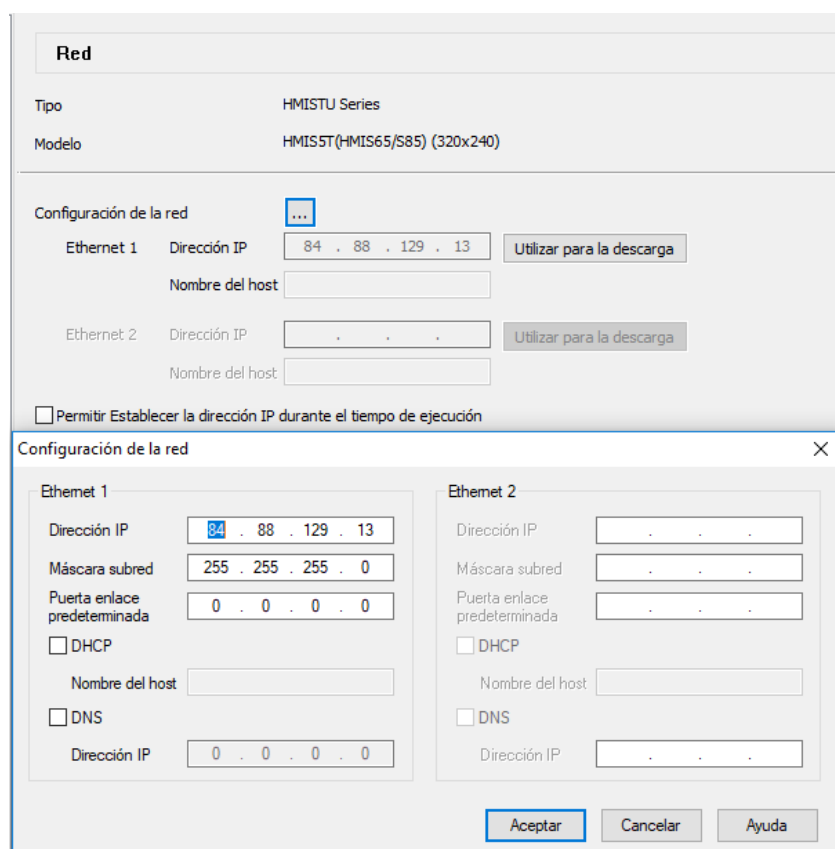 Red
Tipo HMISTU Series
Modelo HMIS5T(HMIS65/S85) (320x240)
Configuración de la red ...
Ethernet 1 Dirección IP 84 . 88 . 129 . 13 Utilizar para la descarga
Nombre del host
Ethernet 2 Dirección IP . . . Utilizar para la descarga
Nombre del host
Permitir Establecer la dirección IP durante el tiempo de ejecución
Configuración de la red
Ethernet 1
Dirección IP 84 . 88 . 129 . 13
Máscara subred 255 . 255 . 255 . 0
Puerta enlace
predeterminada 0 . 0 . 0 . 0
DHCP
Nombre del host
DNS
Dirección IP 0 . 0 . 0 . 0
Ethernet 2
Dirección IP . . .
Máscara subred . . .
Puerta enlace
predeterminada . . .
DHCP
Nombre del host
DNS
Dirección IP . . .
Aceptar Cancelar Ayuda